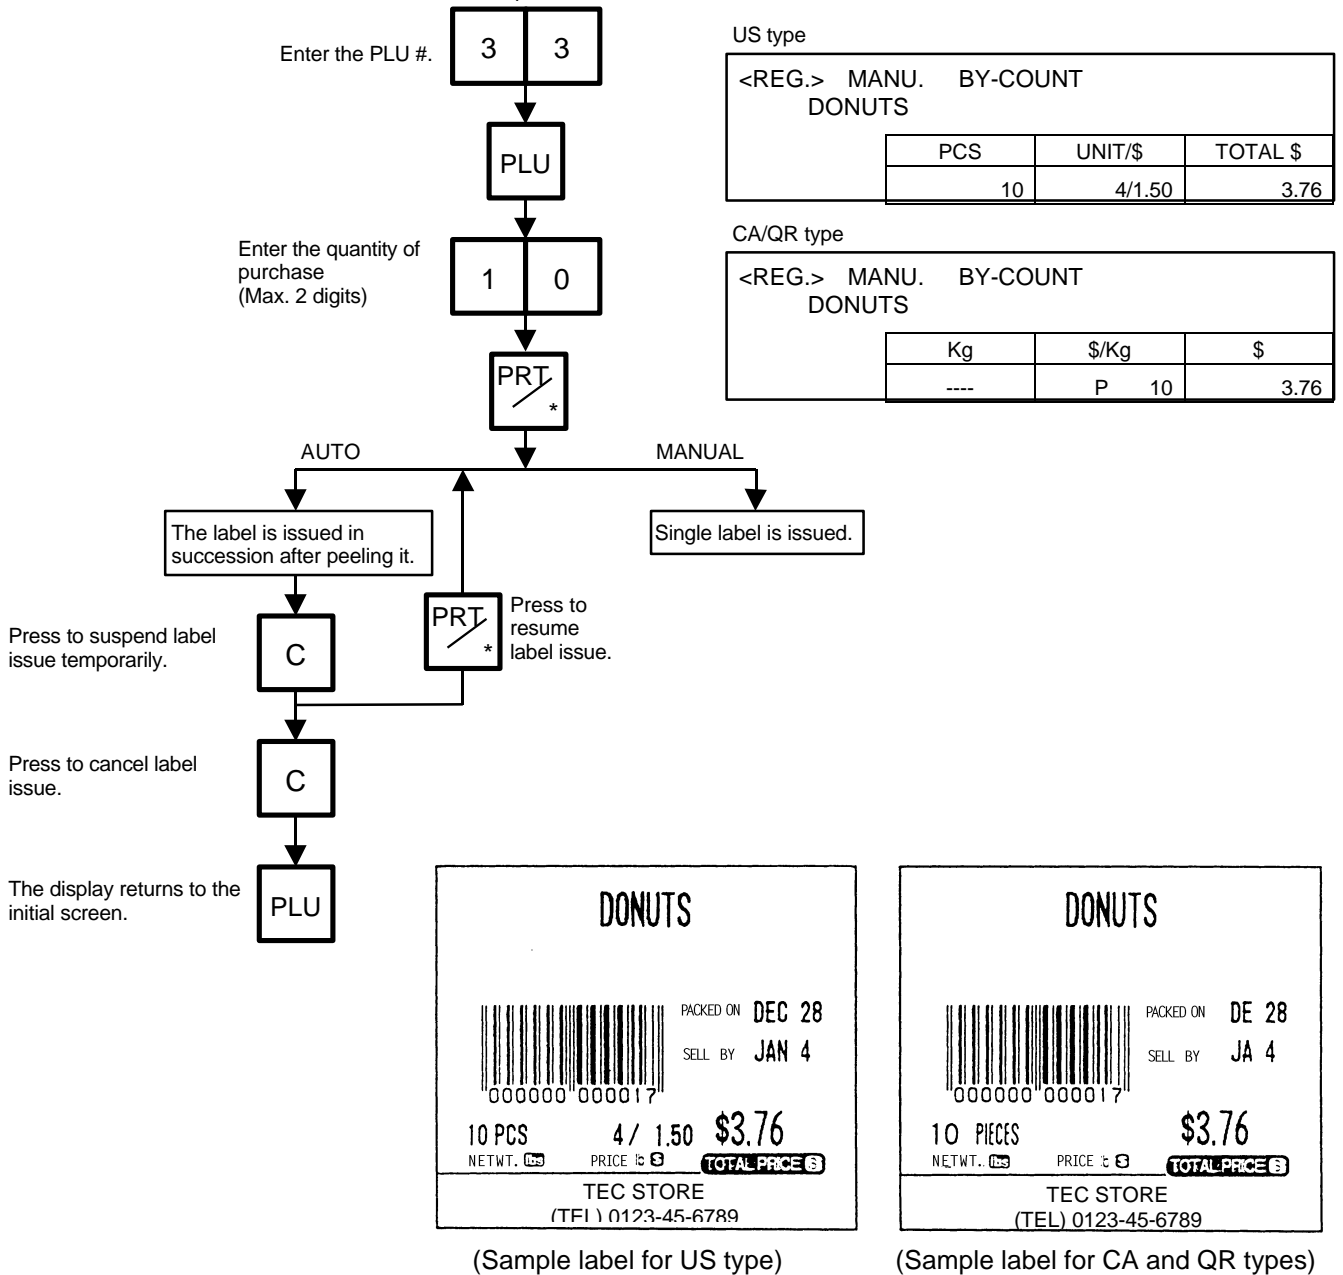 Enter the PLU #.
3 3
PLU
Enter the quantity of
purchase
(Max. 2 digits)
1 0
PRT
*
AUTO
MANUAL
The label is issued in
succession after peeling it.
Single label is issued.
Press to suspend label
issue temporarily.
C
PRT
*
Press to
resume
label issue.
Press to cancel label
issue.
C
The display returns to the
initial screen.
PLU
US type
<REG.> MANU. BY-COUNT
DONUTS
PCS UNIT/$ TOTAL $
10 4/1.50 3.76
CA/QR type
<REG.> MANU. BY-COUNT
DONUTS
Kg $/Kg $
---- P 10 3.76
DONUTS
PACKED ON DEC 28
SELL BY JAN 4
000000 000017
10 PCS 4/ 1.50 $3.76
NETWT. lbs PRICE lb $ TOTAL PRICE $
TEC STORE
(TEL) 0123-45-6789
(Sample label for US type)
DONUTS
PACKED ON DE 28
SELL BY JA 4
000000 000017
10 PIECES $3.76
NETWT. lbs PRICE $ TOTAL PRICE $
TEC STORE
(TEL) 0123-45-6789
(Sample label for CA and QR types)